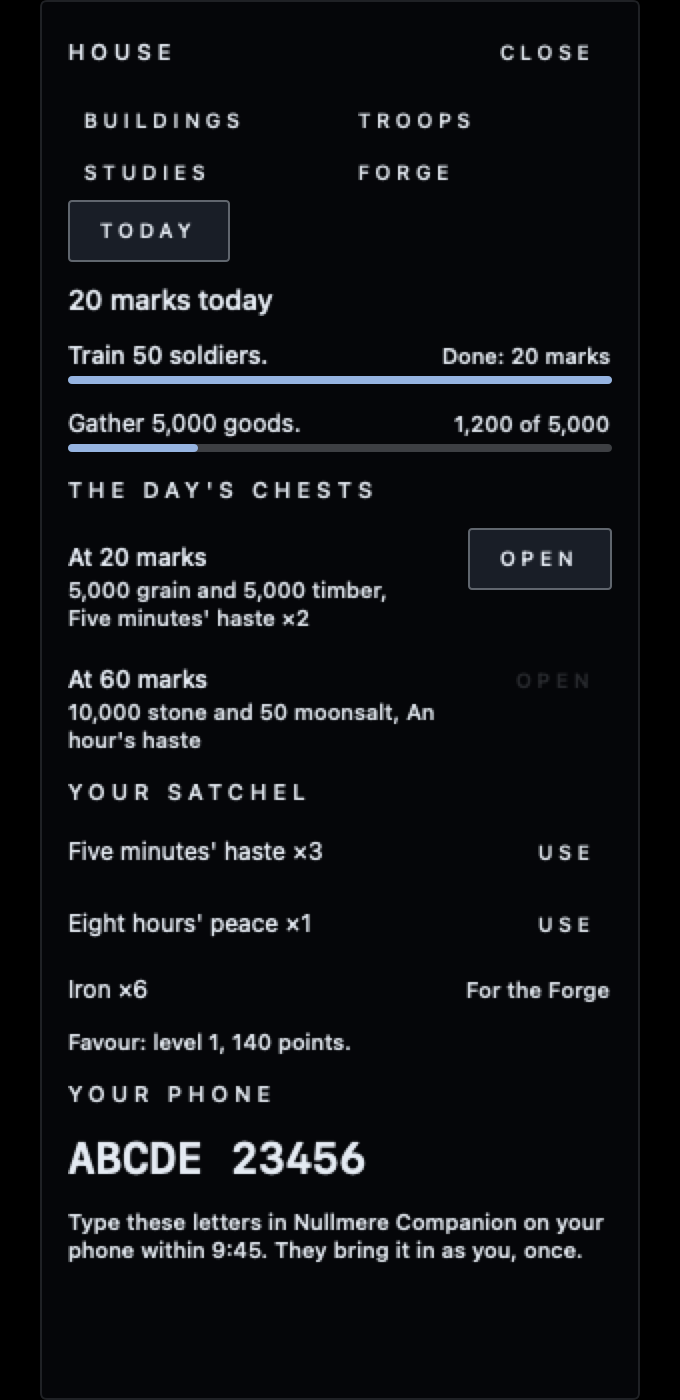 HOUSE
CLOSE
BUILDINGS
TROOPS
STUDIES
FORGE
TODAY
20 marks today
Train 50 soldiers.
Done: 20 marks
Gather 5,000 goods.
1,200 of 5,000
THE DAY'S CHESTS
At 20 marks
OPEN
5,000 grain and 5,000 timber,
Five minutes' haste ×2
At 60 marks
OPEN
10,000 stone and 50 moonsalt, An
hour's haste
YOUR SATCHEL
Five minutes' haste ×3
USE
Eight hours' peace ×1
USE
Iron ×6
For the Forge
Favour: level 1, 140 points.
YOUR PHONE
ABCDE 23456
Type these letters in Nullmere Companion on your
phone within 9:45. They bring it in as you, once.